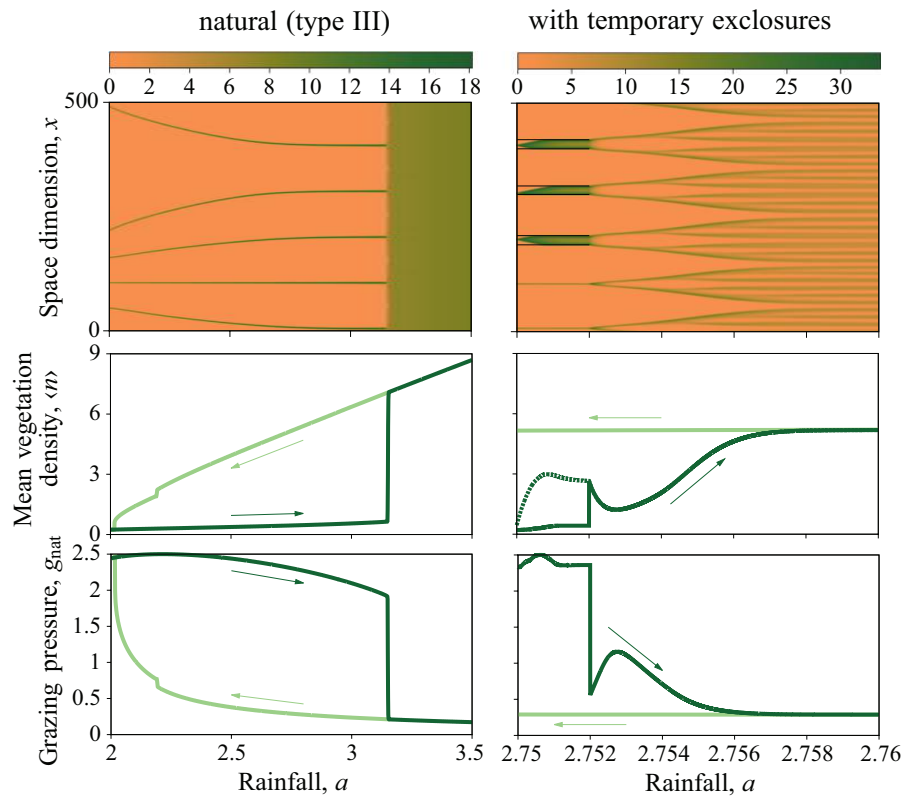 natural (type III)
with temporary exclosures
0 2 4 6 8 10 12 14 16 18
0 5 10 15 20 25 30
Space dimension, x
500
0
Mean vegetation
density, ⟨n⟩
9
6
3
0
Grazing pressure, gnat
2.5
2
1.5
1
0.5
0
2 2.5 3 3.5
2.75 2.752 2.754 2.756 2.758 2.76
Rainfall, a
Rainfall, a